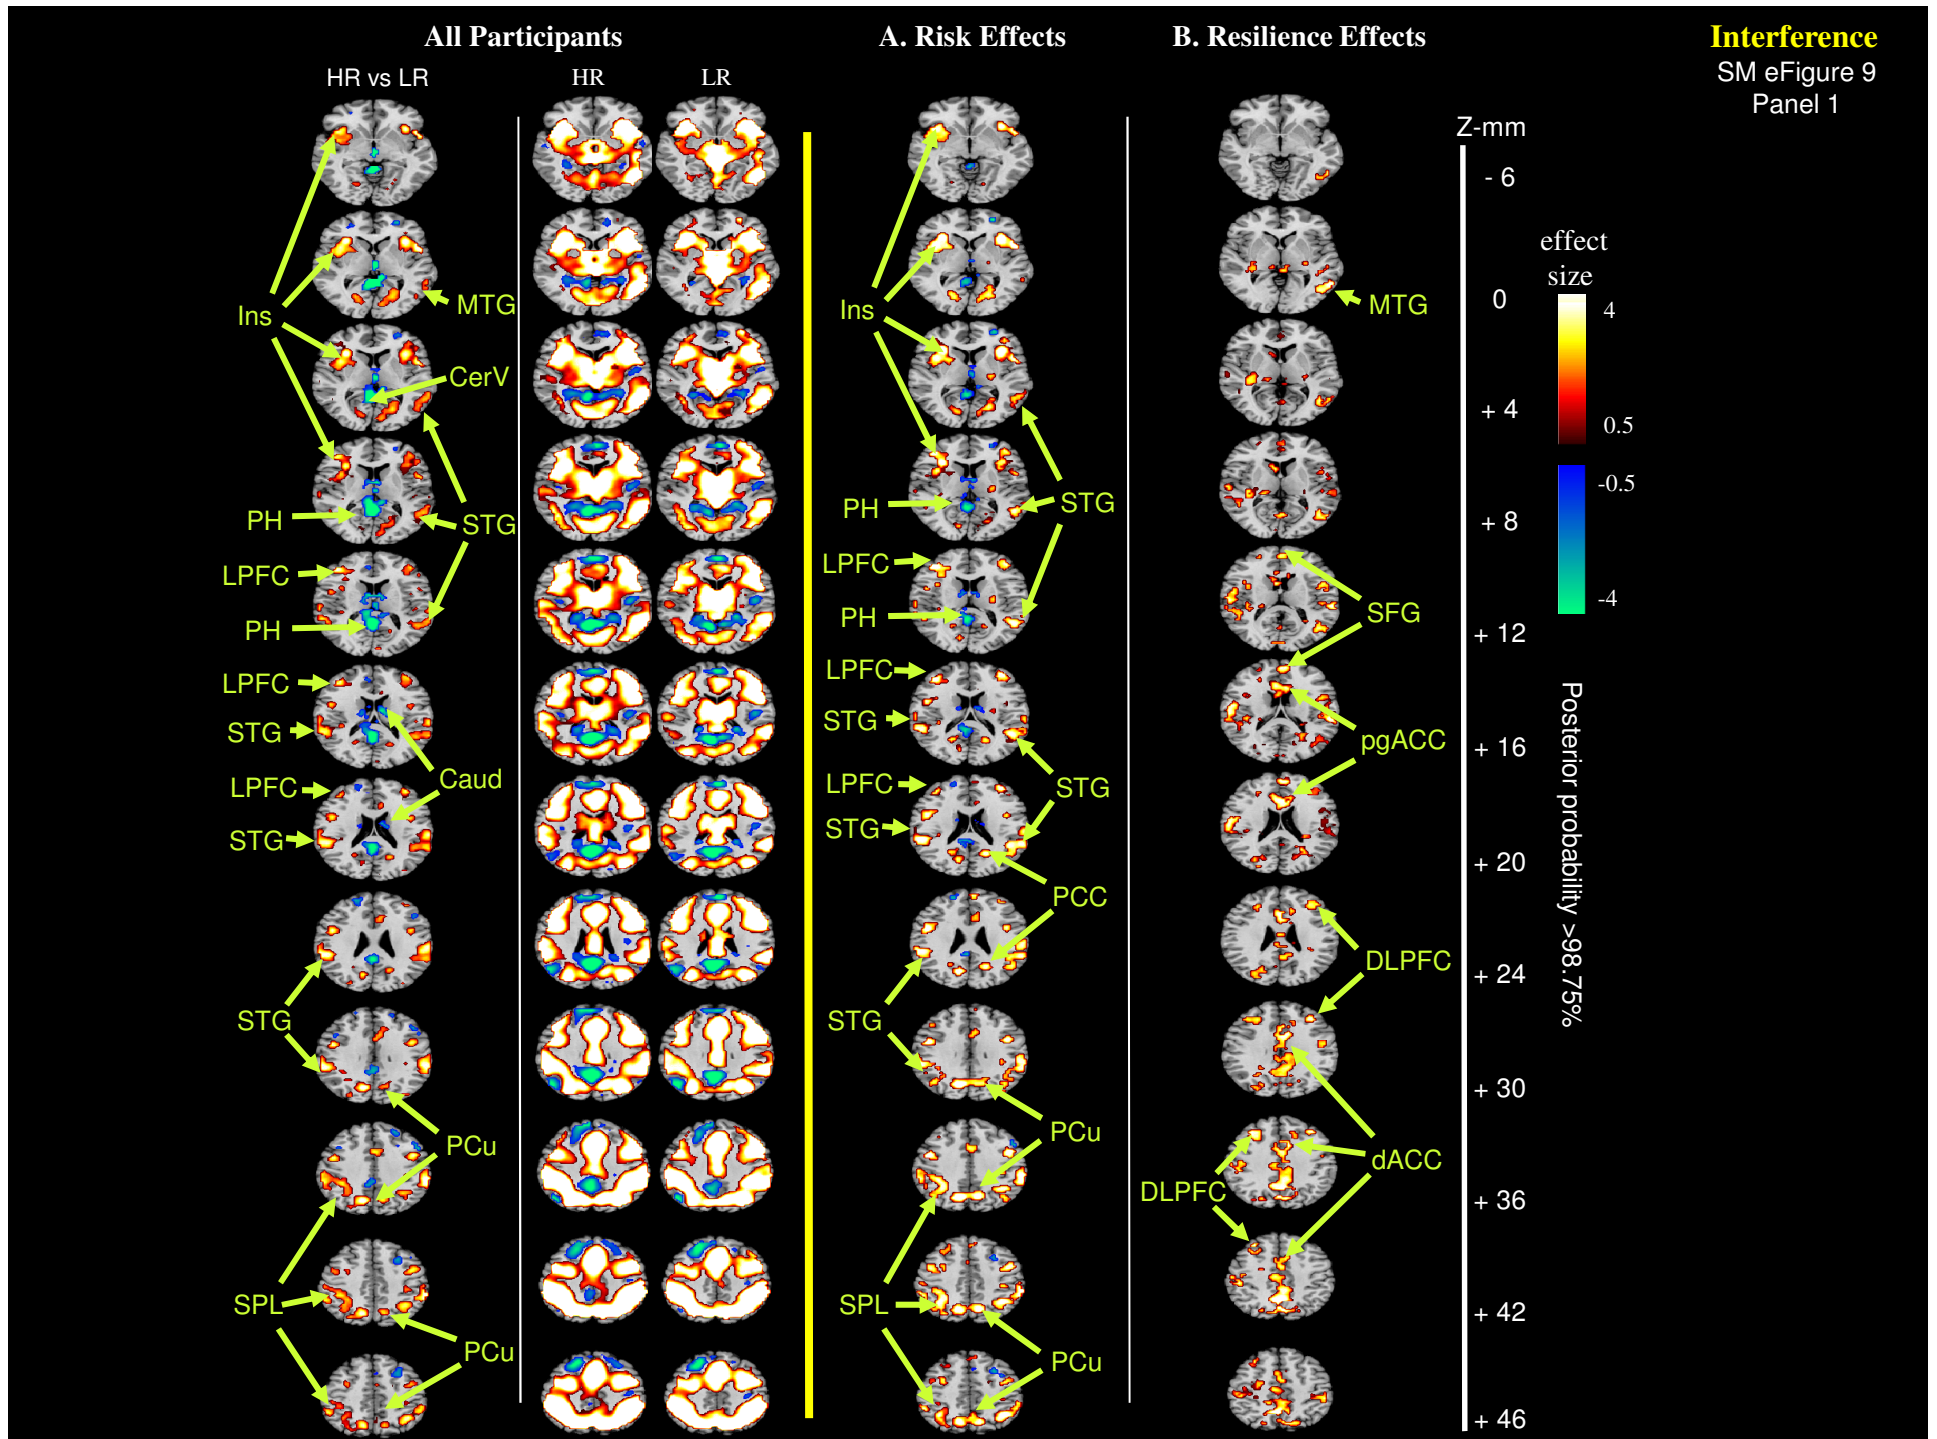 All Participants
A. Risk Effects
B. Resilience Effects
Interference
SM eFigure 9
Panel 1
HR vs LR
HR
LR
Z-mm
- 6
0
+ 4
+ 8
+ 12
+ 16
+ 20
+ 24
+ 30
+ 36
+ 42
+ 46
effect
size
4
0.5
-0.5
-4
Posterior probability >98.75%
Ins
MTG
CerV
PH
STG
LPFC
PH
LPFC
STG
Caud
LPFC
STG
STG
PCu
SPL
PCu
Ins
PH
STG
LPFC
PH
LPFC
STG
LPFC
STG
STG
PCC
STG
PCu
SPL
PCu
MTG
SFG
pgACC
DLPFC
dACC
DLPFC